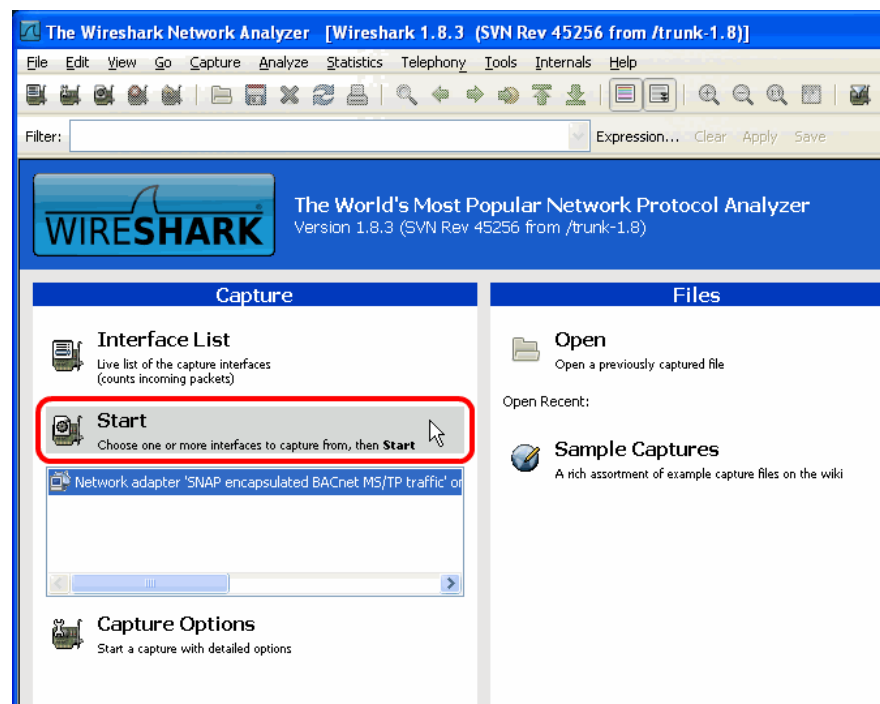 The Wireshark Network Analyzer [Wireshark 1.8.3 (SVN Rev 45256 from /trunk-1.8)]
File Edit View Go Capture Analyze Statistics Telephony Tools Internals Help
Filter: Expression... Clear Apply Save
WIRESHARK
The World's Most Popular Network Protocol Analyzer
Version 1.8.3 (SVN Rev 45256 from /trunk-1.8)
Capture
Interface List
Live list of the capture interfaces
(counts incoming packets)
Start
Choose one or more interfaces to capture from, then Start
Network adapter 'SNAP encapsulated BACnet MS/TP traffic' or
Capture Options
Start a capture with detailed options
Files
Open
Open a previously captured file
Open Recent:
Sample Captures
A rich assortment of example capture files on the wiki